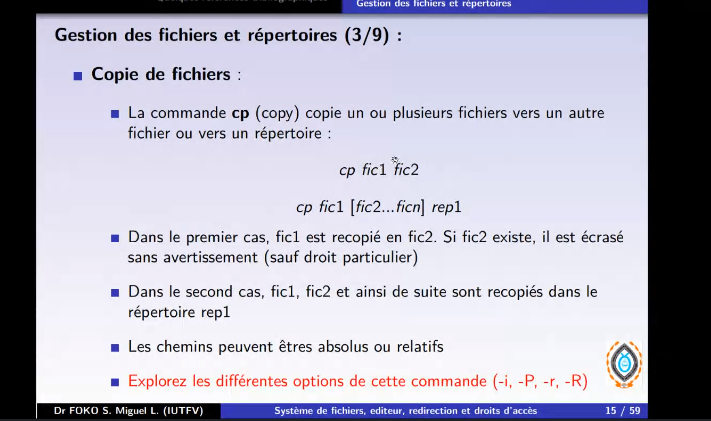 Gestion des fichiers et répertoires
Gestion des fichiers et répertoires (3/9) :
Copie de fichiers :
La commande cp (copy) copie un ou plusieurs fichiers vers un autre
fichier ou vers un répertoire :
cp fic1 fic2
cp fic1 [fic2...ficn] rep1
Dans le premier cas, fic1 est recopié en fic2. Si fic2 existe, il est écrasé
sans avertissement (sauf droit particulier)
Dans le second cas, fic1, fic2 et ainsi de suite sont recopiés dans le
répertoire rep1
Les chemins peuvent êtres absolus ou relatifs
Explorez les différentes options de cette commande (-i, -P, -r, -R)
Dr FOKO S. Miguel L. (IUTFV) Système de fichiers, editeur, redirection et droits d'accès 15 / 59